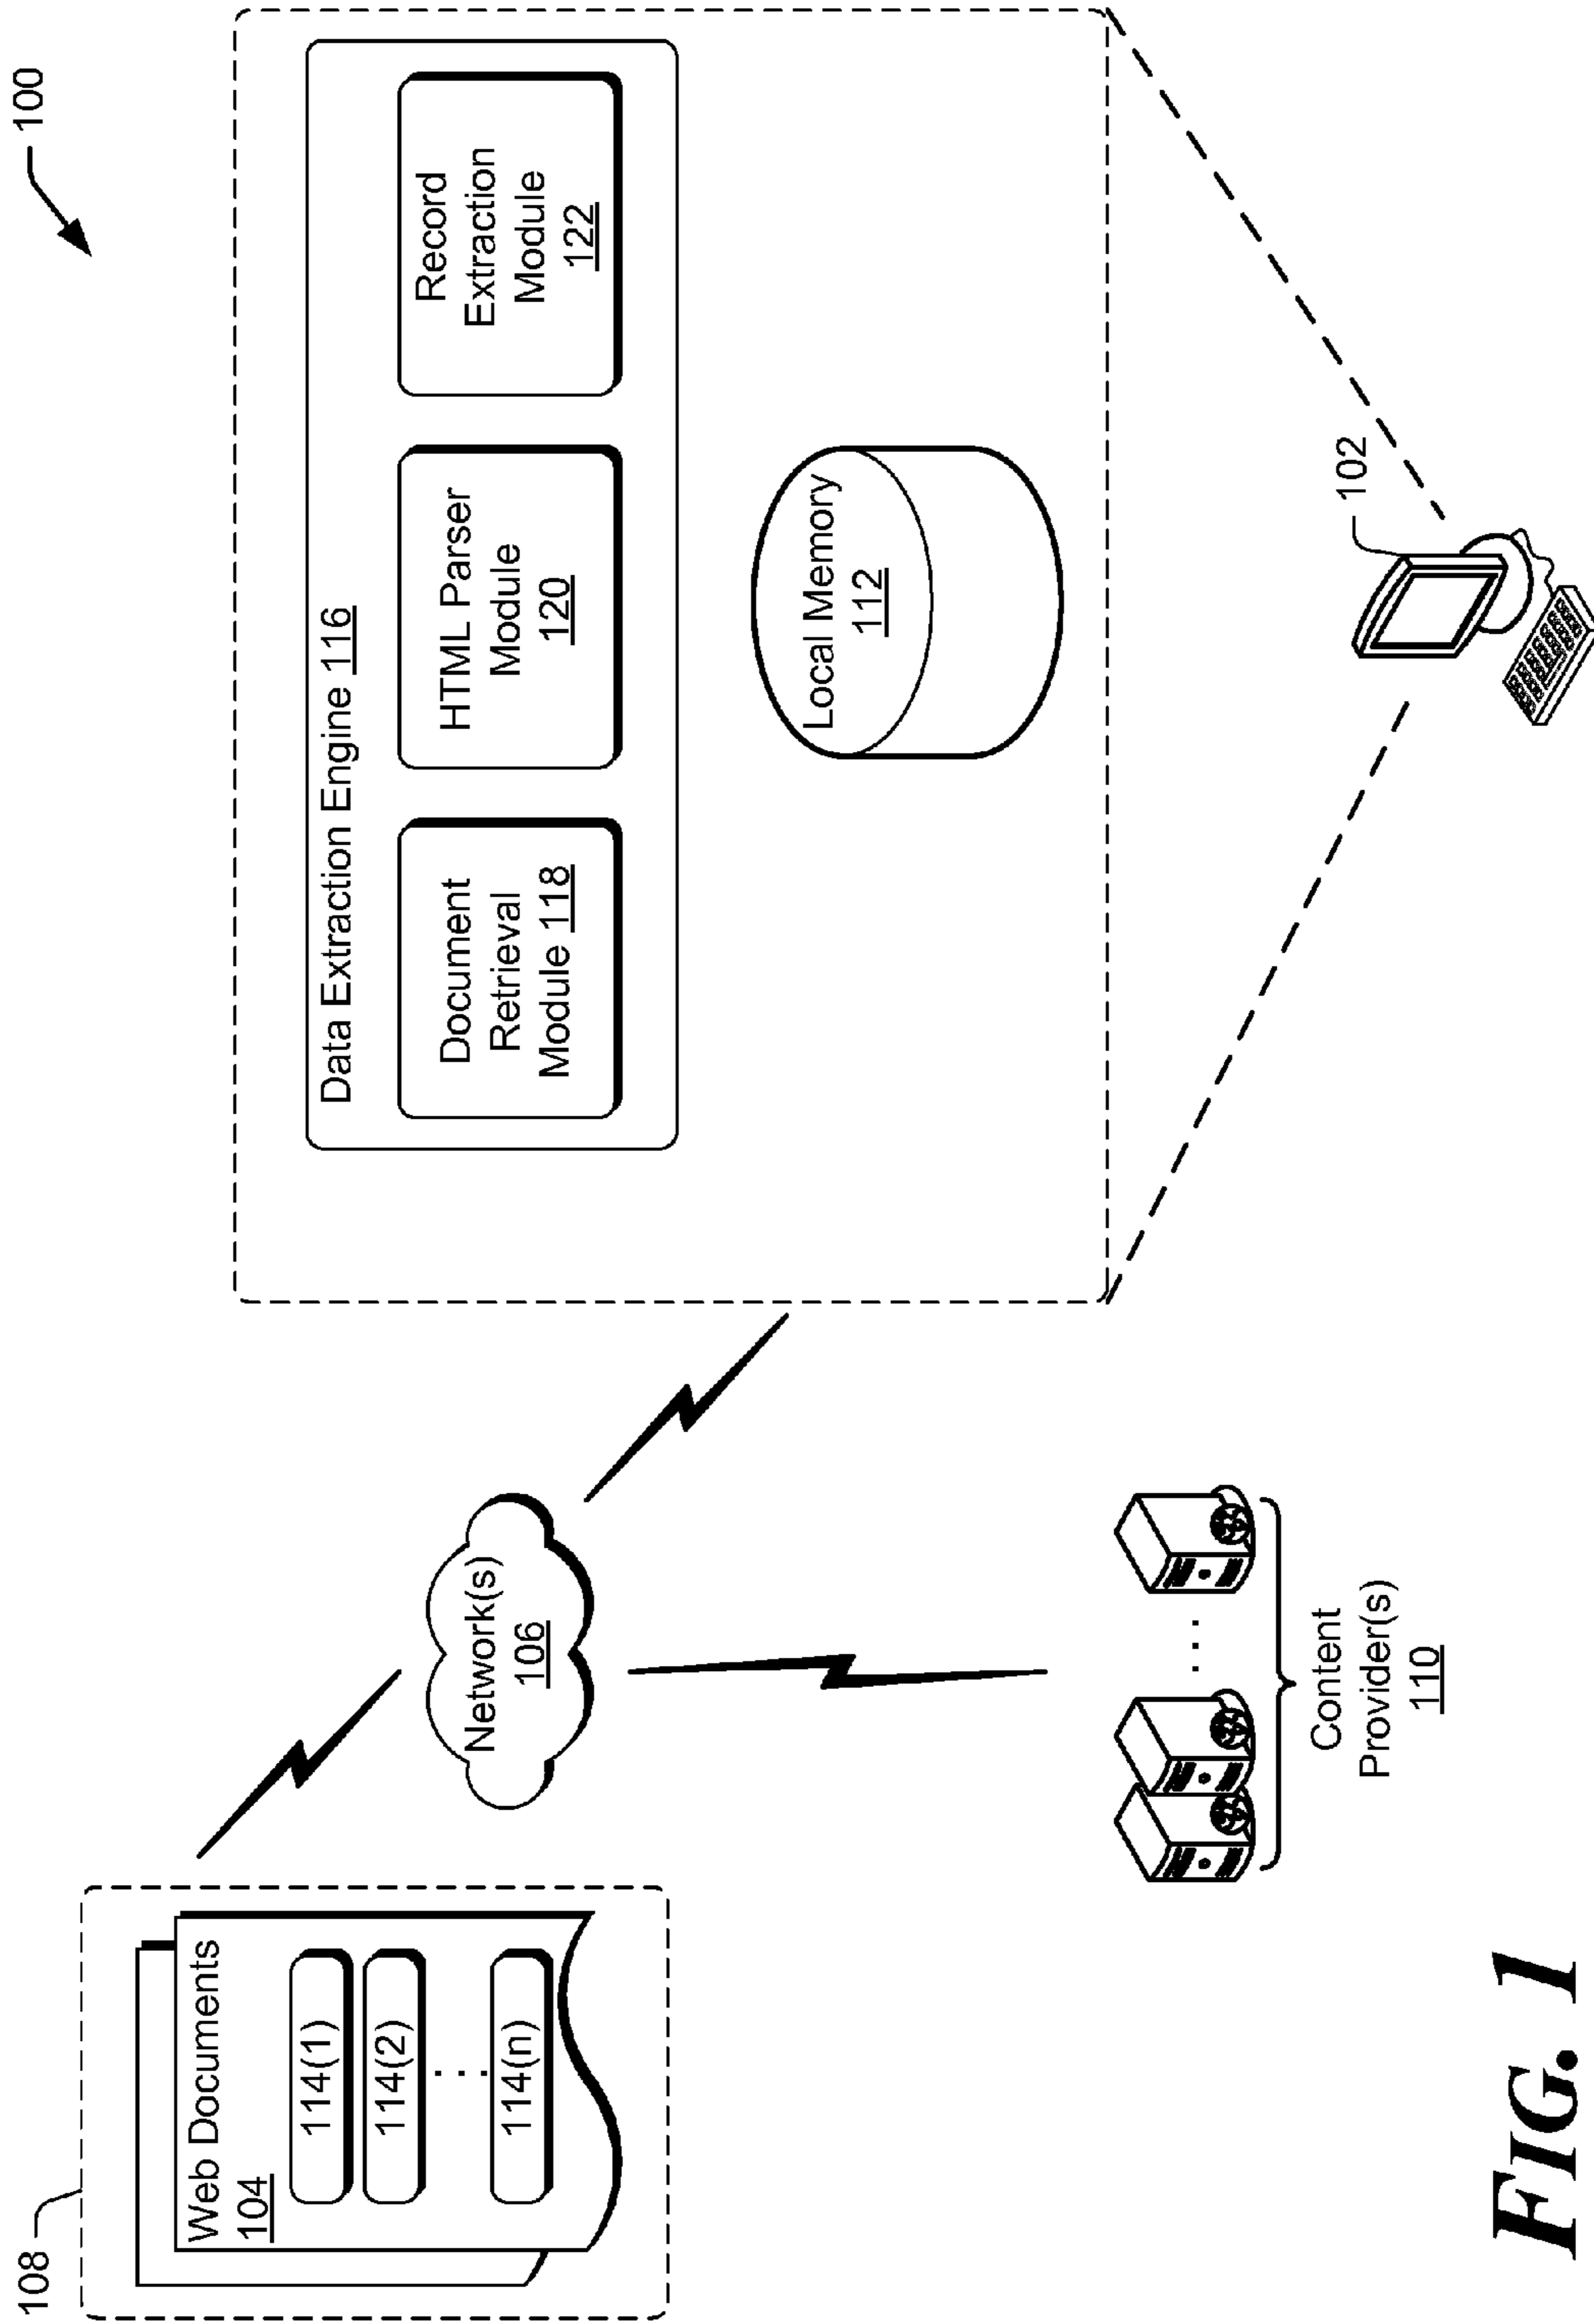 100
108
Web Documents
104
114(1)
114(2)
...
114(n)
Network(s)
106
Content
Provider(s)
110
...
Data Extraction Engine 116
Document
Retrieval
Module 118
HTML Parser
Module
120
Record
Extraction
Module
122
Local Memory
112
102
FIG. 1